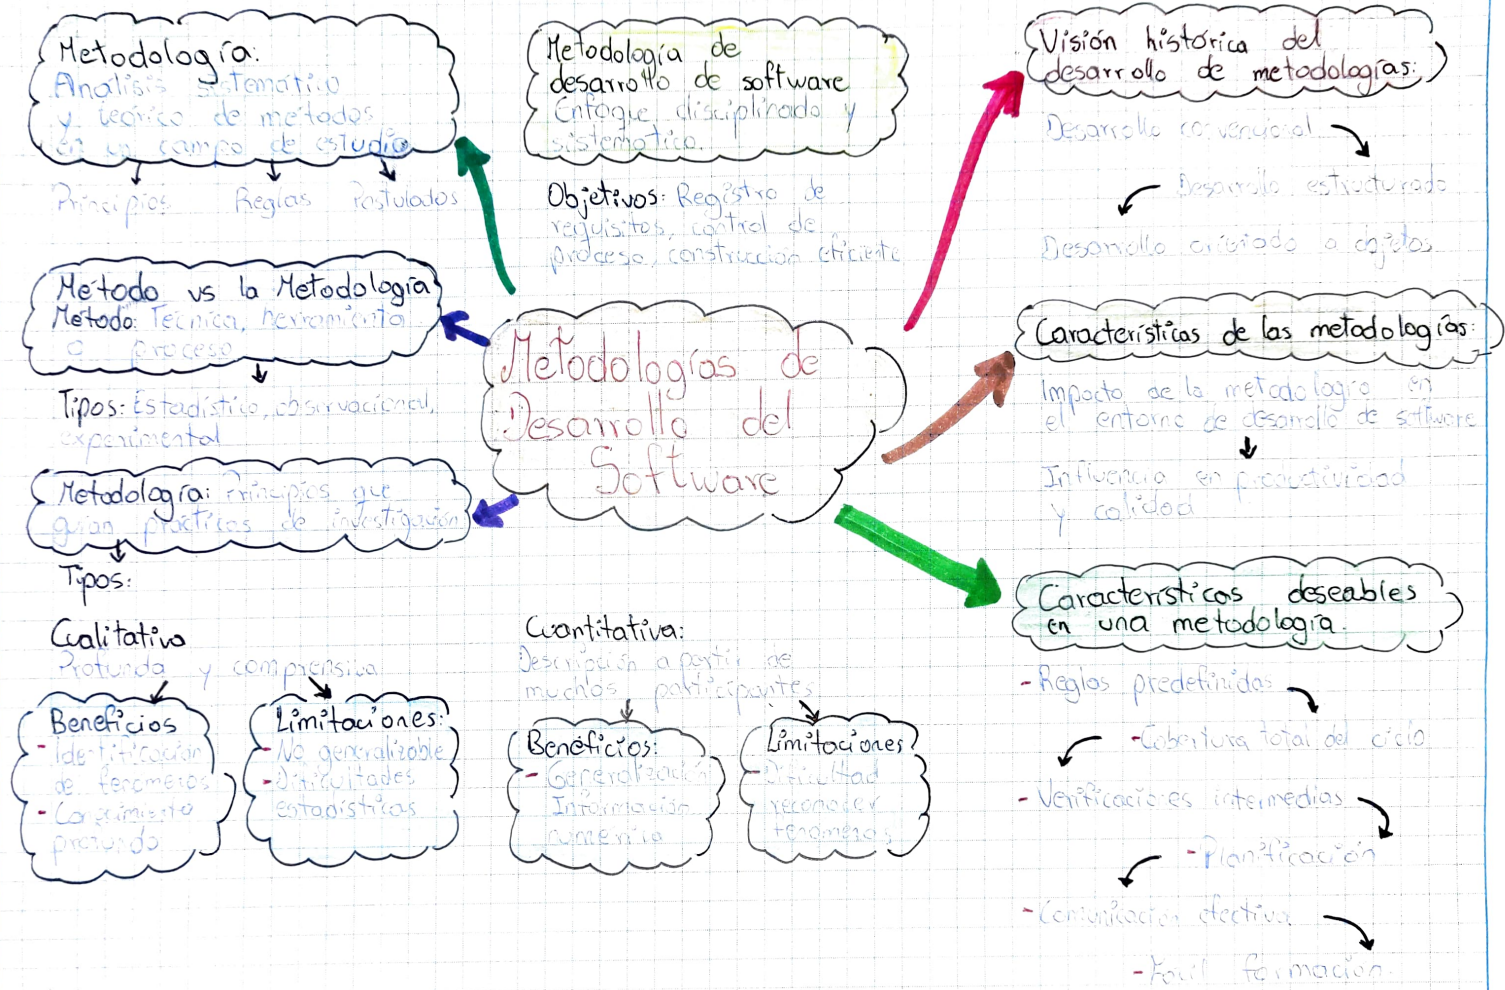 Metodología:
Análisis sistemático
y teórico de métodos
en un campo de estudio
Principios Reglas Postulados
Método vs la Metodología
Método: Técnica, herramienta
o proceso
Tipos: Estadístico, observacional,
experimental
Metodología: Principios que
guían prácticas de investigación
Tipos:
Cualitativa
Profunda y comprensiva
Beneficios
- Identificación
de fenómenos
- Conocimiento
profundo
Limitaciones:
- No generalizable
- Dificultades
estadísticas
Cuantitativa:
Descripción a partir de
muchos participantes
Beneficios:
- Generalización
Información
numérica
Limitaciones
- Dificultad
reconocer
fenómenos
Metodología de
desarrollo de software
Enfoque disciplinado y
sistemático.
Objetivos: Registro de
requisitos, control de
proceso, construcción eficiente
Metodologías de
Desarrollo del
Software
Visión histórica del
desarrollo de metodologías:
Desarrollo convencional
Desarrollo estructurado
Desarrollo orientado a objetos
Características de las metodologías:
Impacto de la metodología en
el entorno de desarrollo de software
Influencia en productividad
y calidad
Características deseables
en una metodología.
- Reglas predefinidas
- Cobertura total del ciclo
- Verificaciones intermedias
- Planificación
- Comunicación efectiva
- Fácil formación.